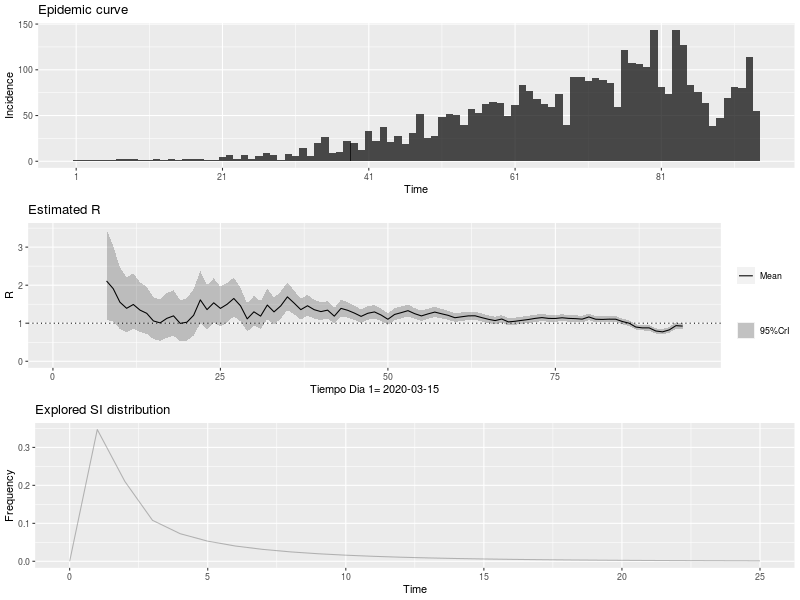 Epidemic curve
150
100
50
0
Incidence
1
21
41
61
81
Time
Estimated R
3
2
1
0
R
0
25
50
75
Tiempo Dia 1= 2020-03-15
Mean
95%CrI
Explored SI distribution
0.3
0.2
0.1
0.0
Frequency
0
5
10
15
20
25
Time